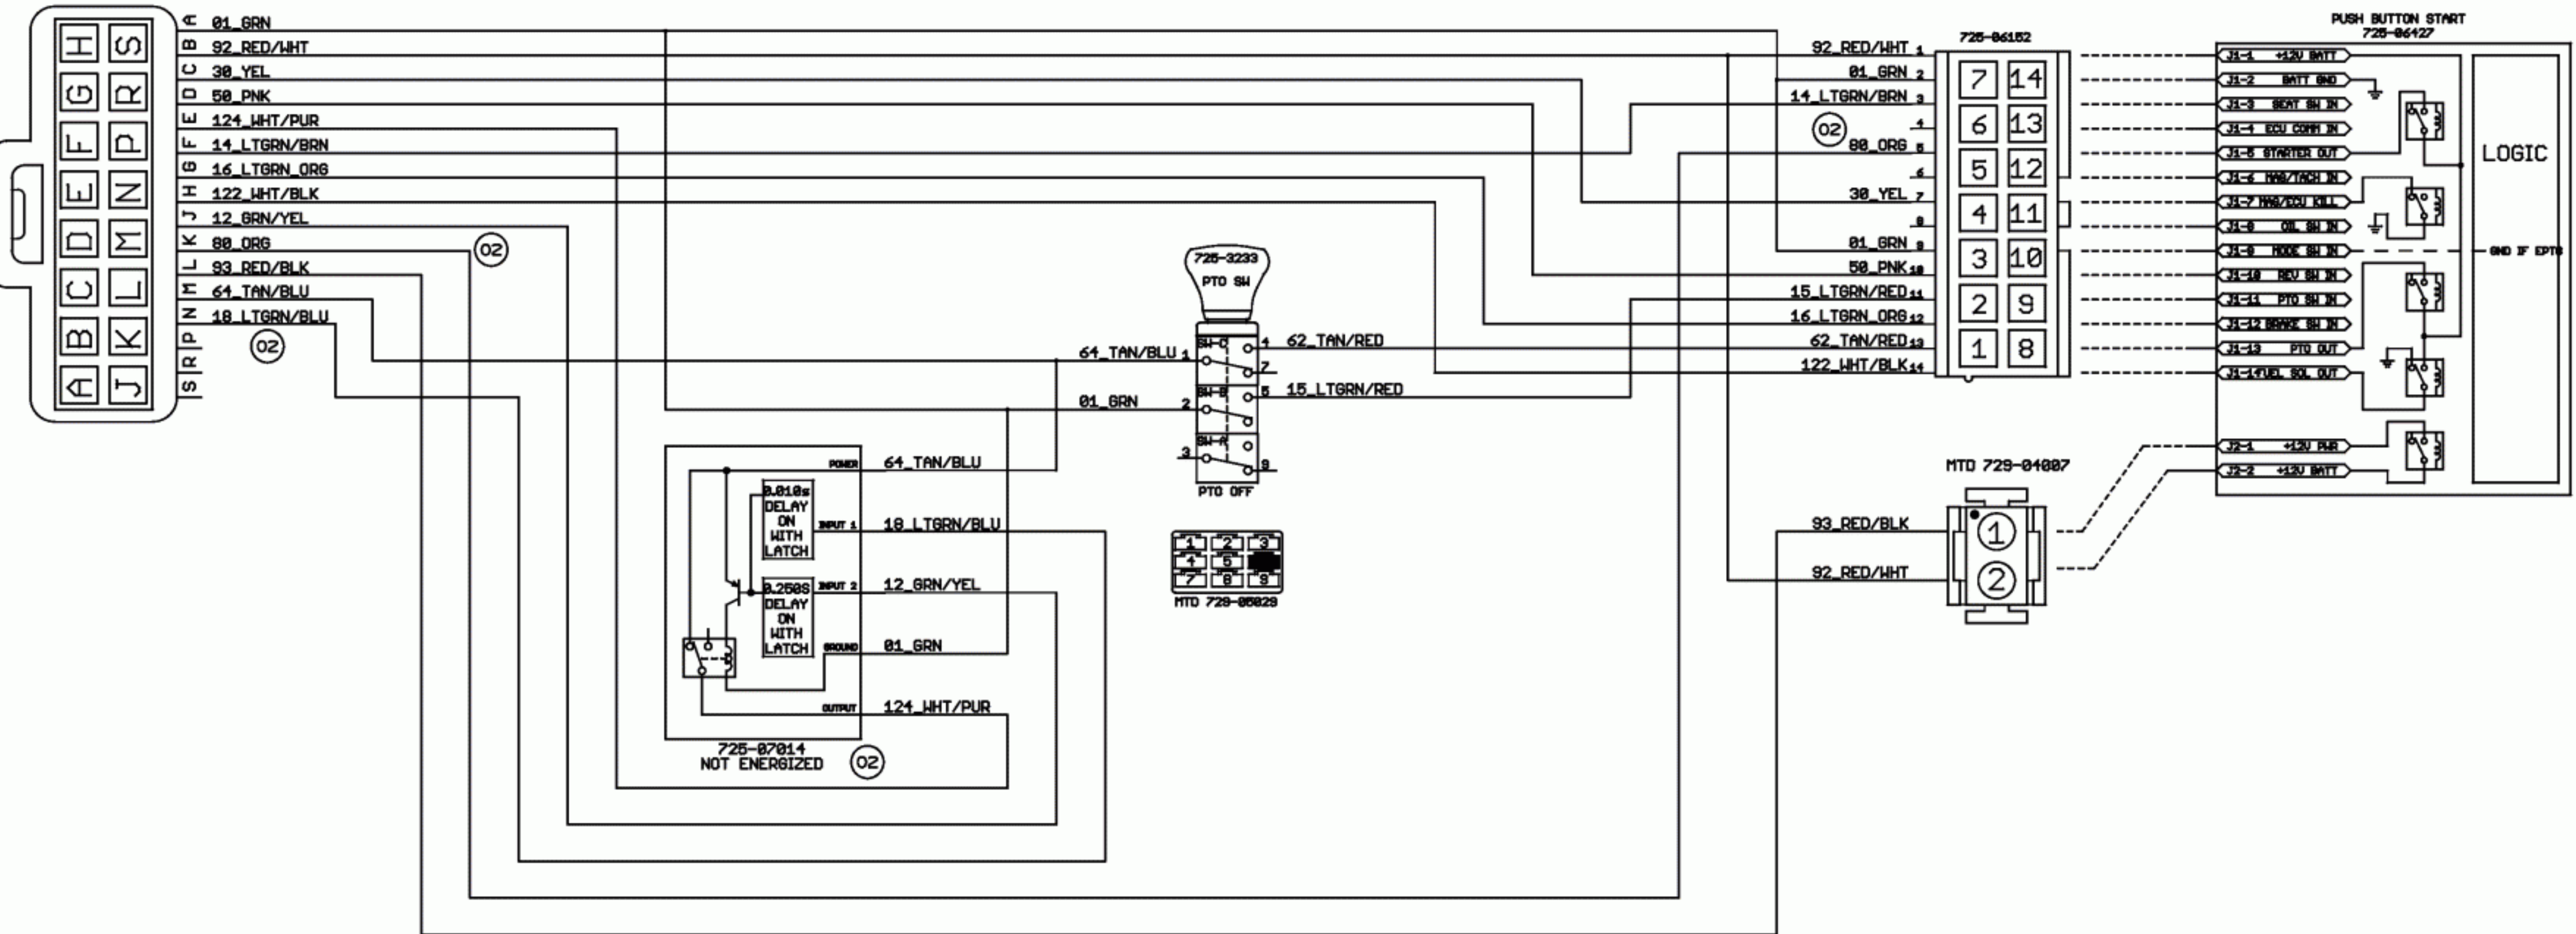 H S
G R
F P
E N
D M
C L
B K
A J
A 01_GRN
B 92_RED/WHT
C 30_YEL
D 50_PNK
E 124_WHT/PUR
F 14_LTGRN/BRN
G 16_LTGRN_ORG
H 122_WHT/BLK
J 12_GRN/YEL
K 80_ORG
L 93_RED/BLK
M 64_TAN/BLU
N 18_LTGRN/BLU
P
R
S
02
02
725-3233
PTO SW
64_TAN/BLU 1
SW-C
4 62_TAN/RED
7
01_GRN 2
SW-B
5 15_LTGRN/RED
3
SW-A
9
PTO OFF
1 2 3
4 5
7 8 9
MTD 729-05029
POWER 64_TAN/BLU
0.010s
DELAY
ON
WITH
LATCH
INPUT 1 18_LTGRN/BLU
0.250S
DELAY
ON
WITH
LATCH
INPUT 2 12_GRN/YEL
GROUND 01_GRN
OUTPUT 124_WHT/PUR
725-07014
NOT ENERGIZED
02
725-06152
92_RED/WHT 1
01_GRN 2
14_LTGRN/BRN 3
02
4
80_ORG 5
6
30_YEL 7
8
01_GRN 9
50_PNK 10
15_LTGRN/RED 11
16_LTGRN_ORG 12
62_TAN/RED 13
122_WHT/BLK 14
7 14
6 13
5 12
4 11
3 10
2 9
1 8
MTD 729-04007
93_RED/BLK
92_RED/WHT
1
2
PUSH BUTTON START
725-06427
J1-1 +12V BATT
J1-2 BATT GND
J1-3 SEAT SW IN
J1-4 ECU COMM IN
J1-5 STARTER OUT
J1-6 MAG/TACH IN
J1-7 MAG/ECU KILL
J1-8 OIL SW IN
J1-9 MODE SW IN
GND IF EPTO
J1-10 REV SW IN
J1-11 PTO SW IN
J1-12 BRAKE SW IN
J1-13 PTO OUT
J1-14 FUEL SOL OUT
J2-1 +12V PWR
J2-2 +12V BATT
LOGIC